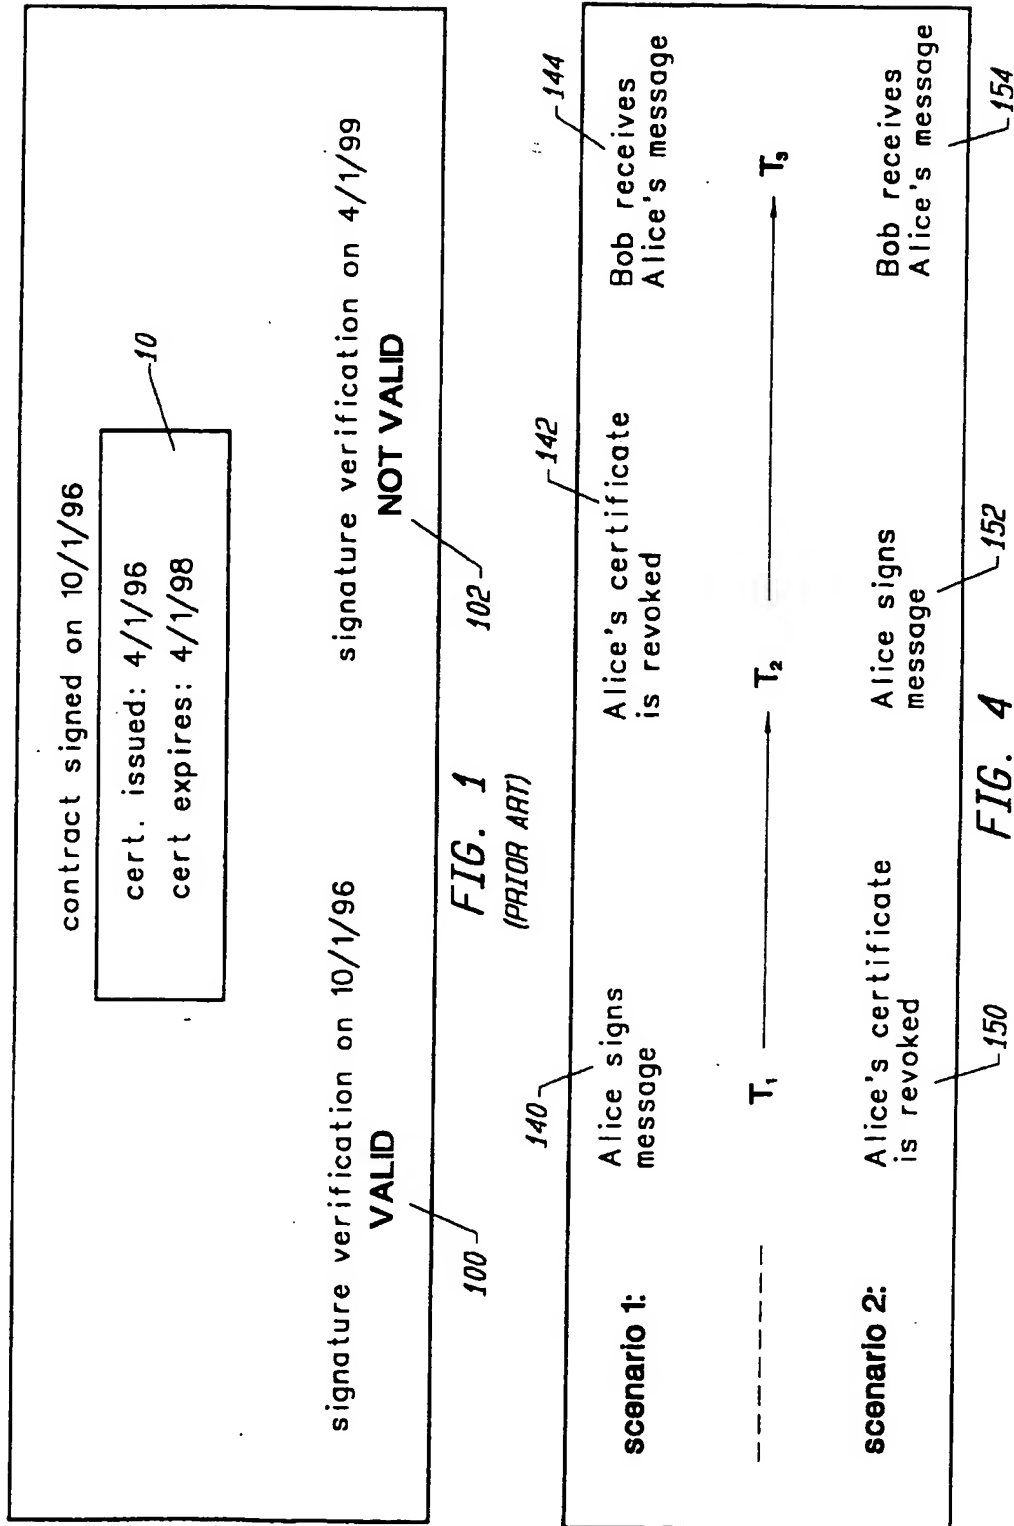 contract signed on 10/1/96
10
cert. issued: 4/1/96
cert expires: 4/1/98
signature verification on 10/1/96
VALID
100
signature verification on 4/1/99
NOT VALID
102
FIG. 1
(PRIOR ART)
140
142
144
scenario 1:
Alice signs
message
Alice's certificate
is revoked
Bob receives
Alice's message
T₁
T₂
T₃
scenario 2:
Alice's certificate
is revoked
Alice signs
message
Bob receives
Alice's message
150
152
154
FIG. 4